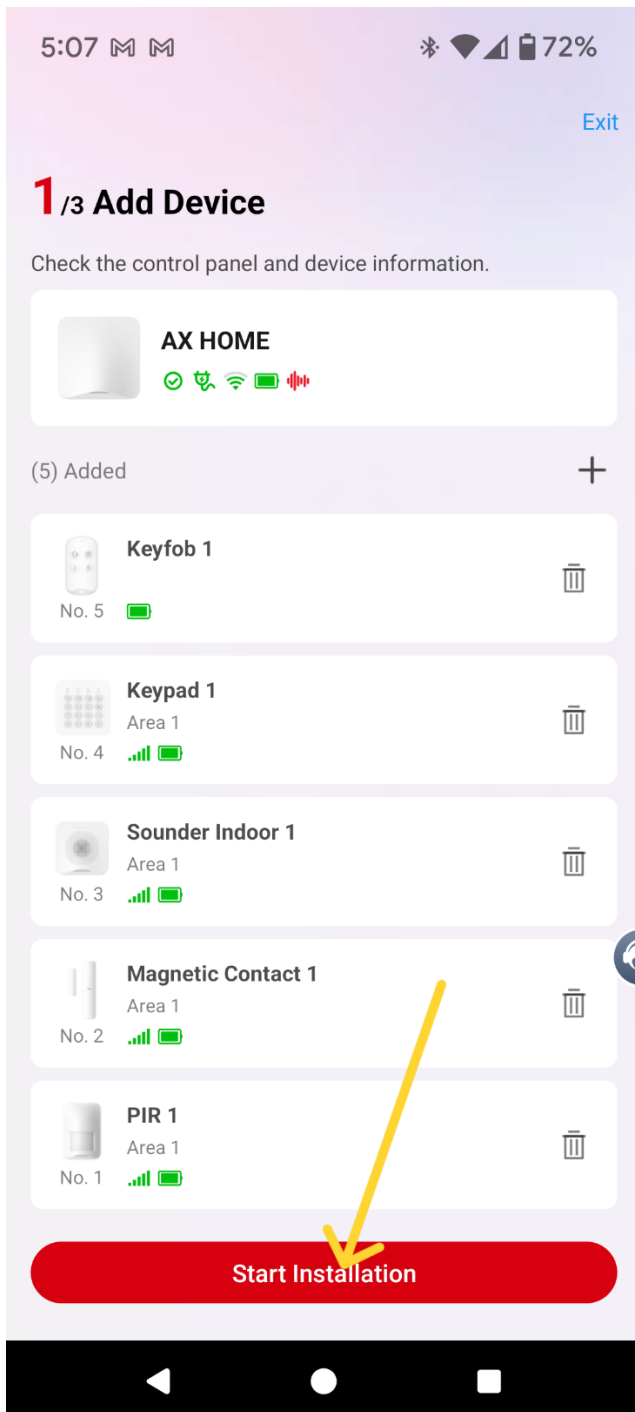 5:07
72%
Exit
1/3 Add Device
Check the control panel and device information.
AX HOME
(5) Added
Keyfob 1
No. 5
Keypad 1
Area 1
No. 4
Sounder Indoor 1
Area 1
No. 3
Magnetic Contact 1
Area 1
No. 2
PIR 1
Area 1
No. 1
Start Installation